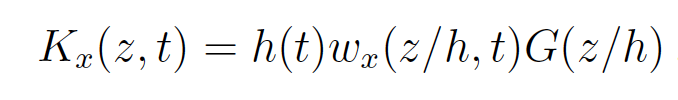 K_x(z, t) = h(t)w_x(z/h, t)G(z/h)